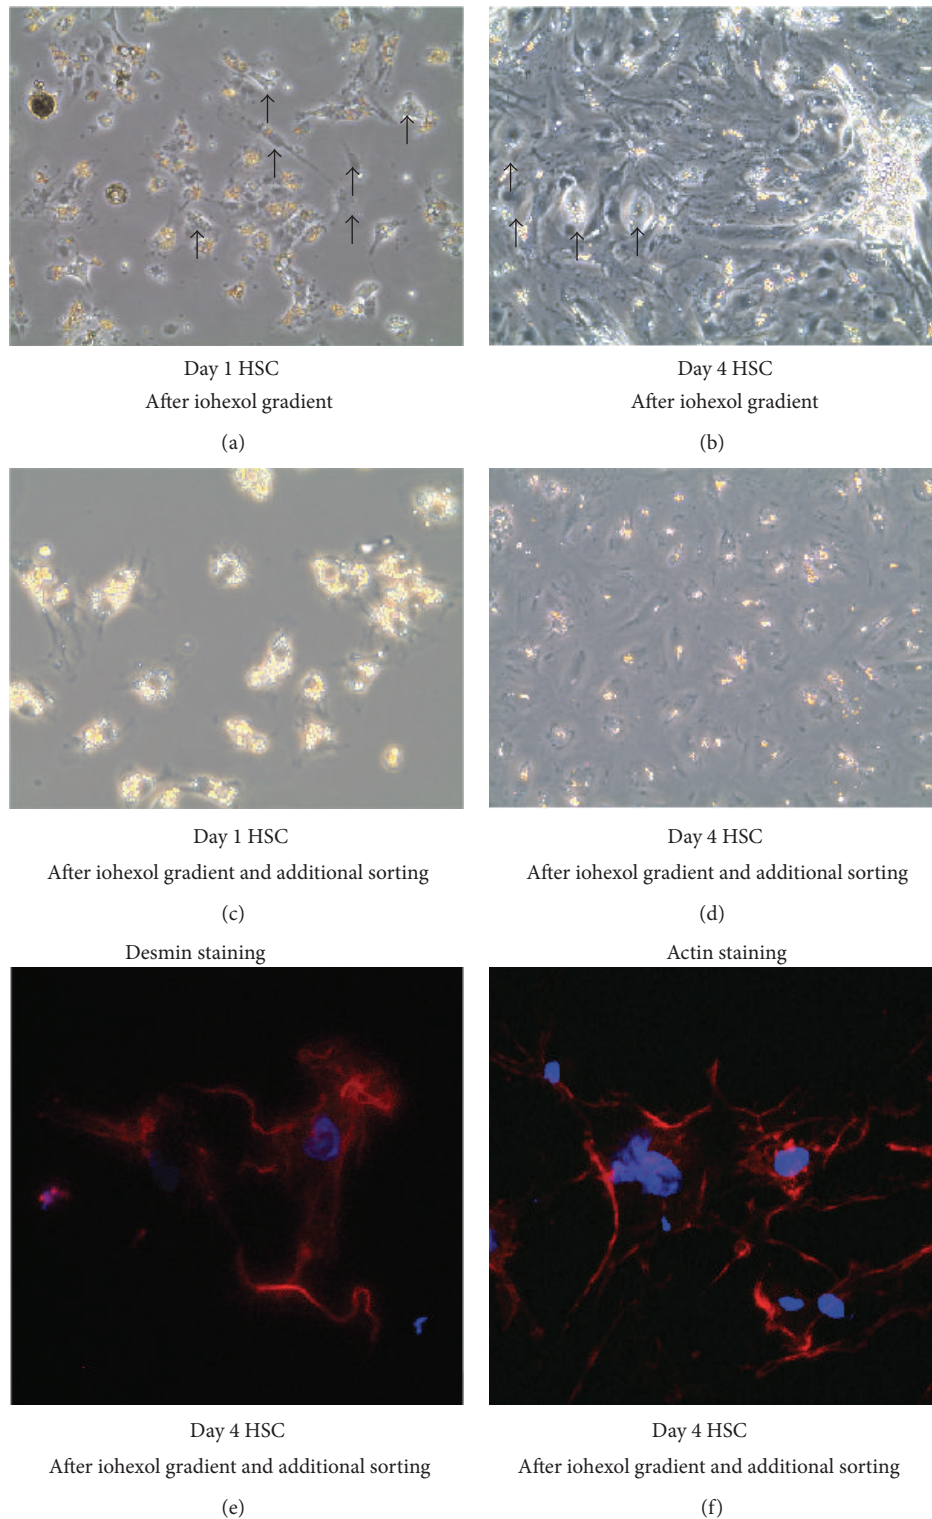 Day 1 HSC
After iohexol gradient
(a)
Day 4 HSC
After iohexol gradient
(b)
Day 1 HSC
After iohexol gradient and additional sorting
(c)
Day 4 HSC
After iohexol gradient and additional sorting
(d)
Desmin staining
Day 4 HSC
After iohexol gradient and additional sorting
(e)
Actin staining
Day 4 HSC
After iohexol gradient and additional sorting
(f)